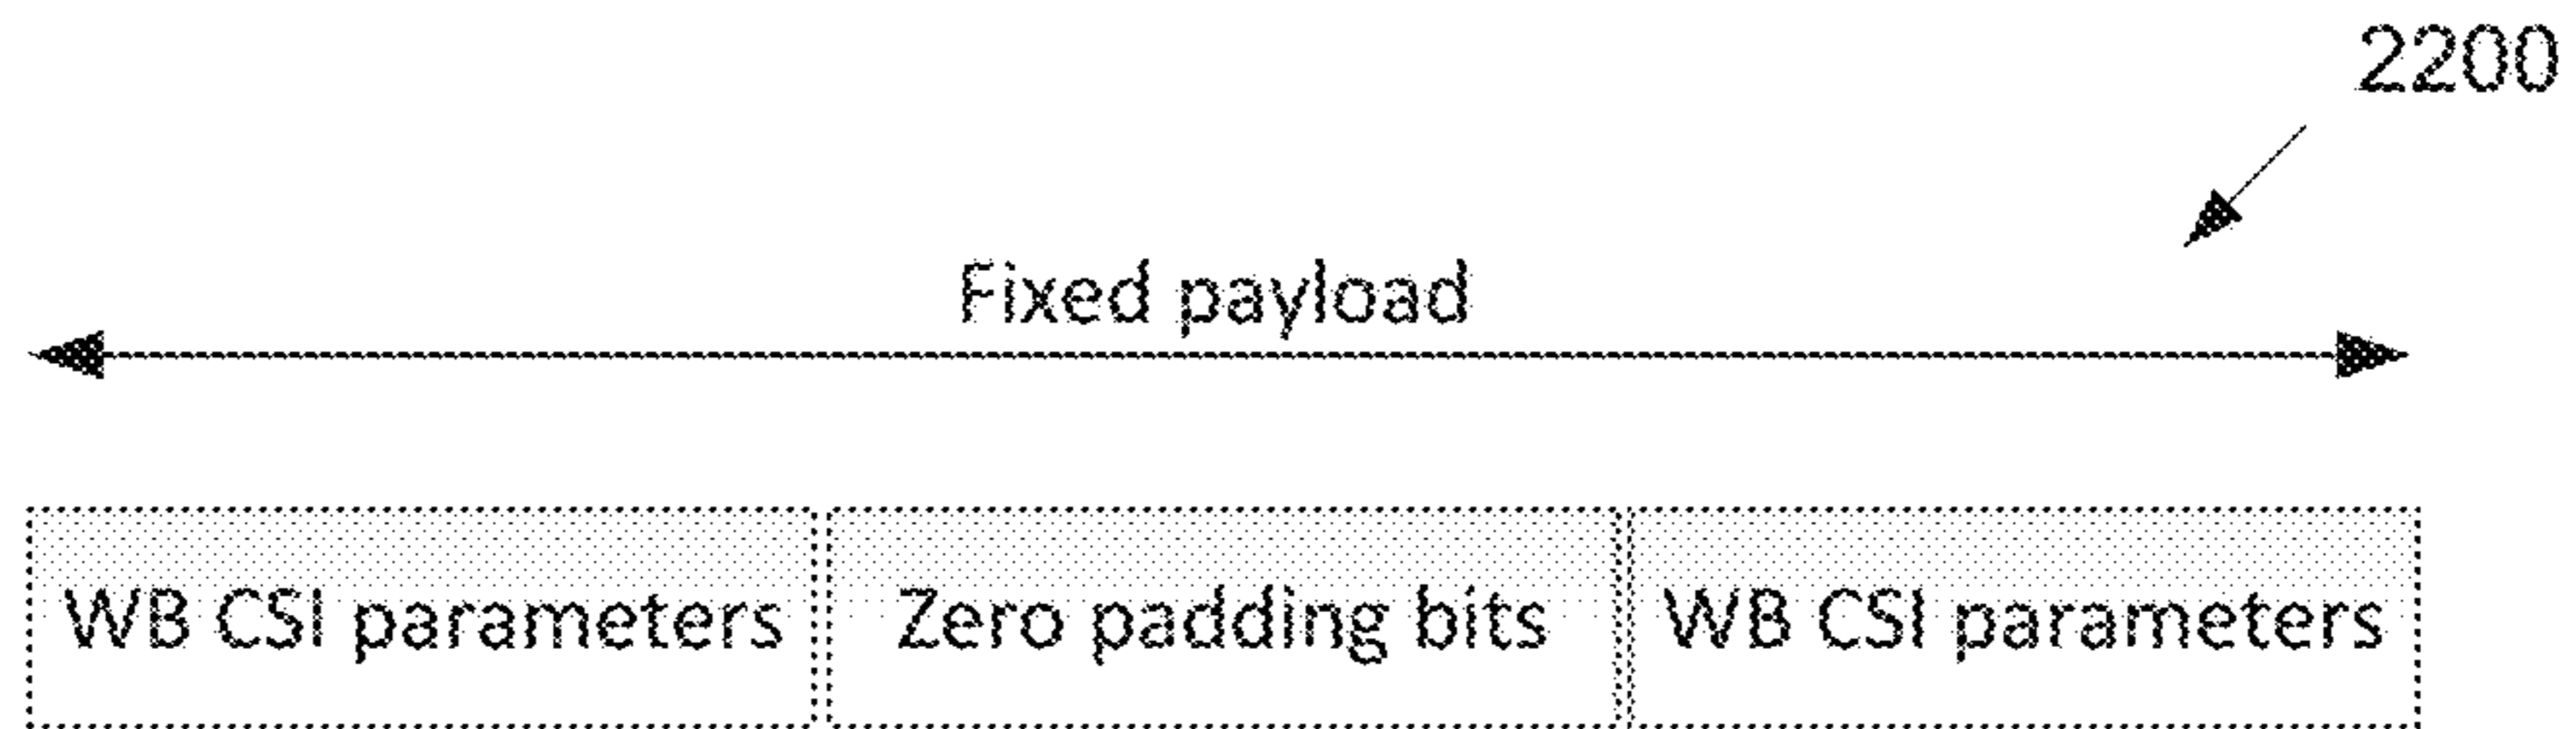 2200
Fixed payload
WB CSI parameters
Zero padding bits
WB CSI parameters